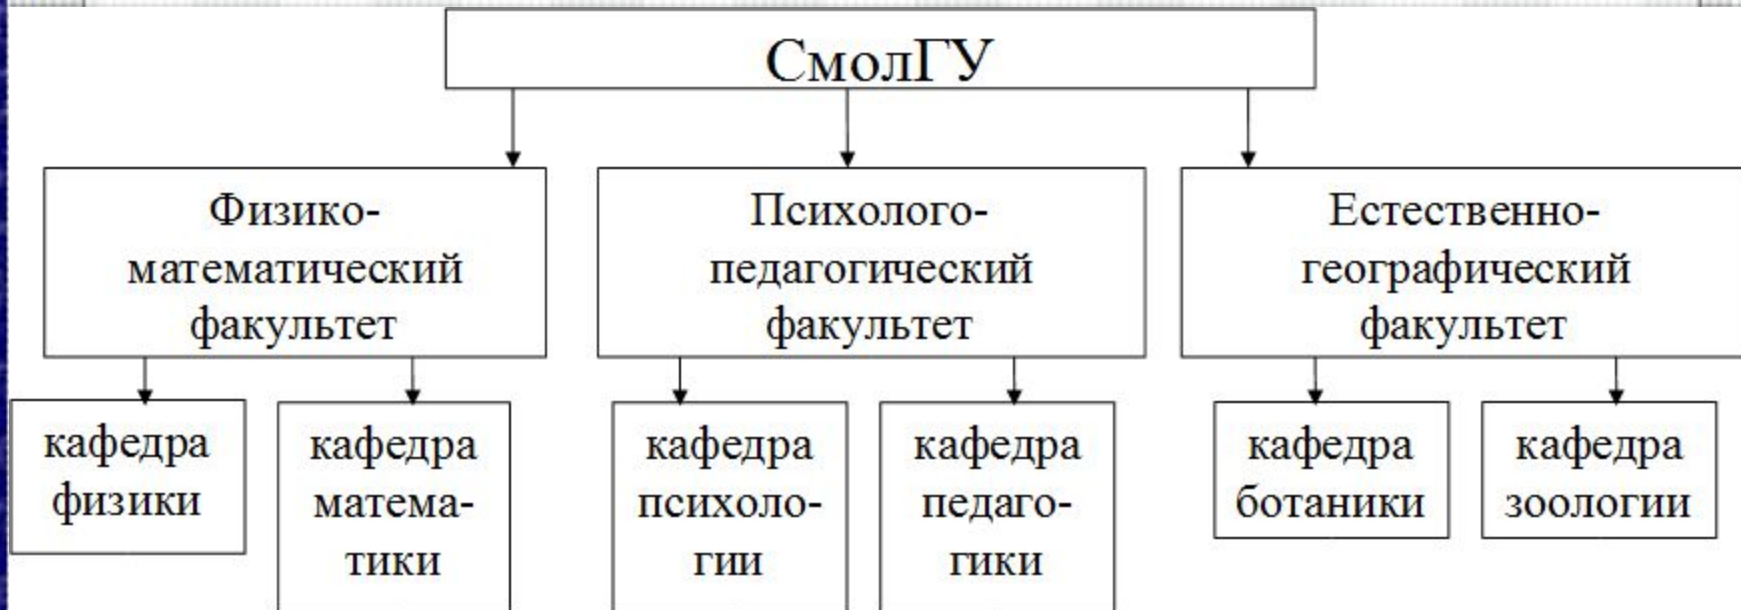 СмолГУ
Физико-
математический
факультет
Психолого-
педагогический
факультет
Естественно-
географический
факультет
кафедра
физики
кафедра
матема-
тики
кафедра
психоло-
гии
кафедра
педаго-
гики
кафедра
ботаники
кафедра
зоологии